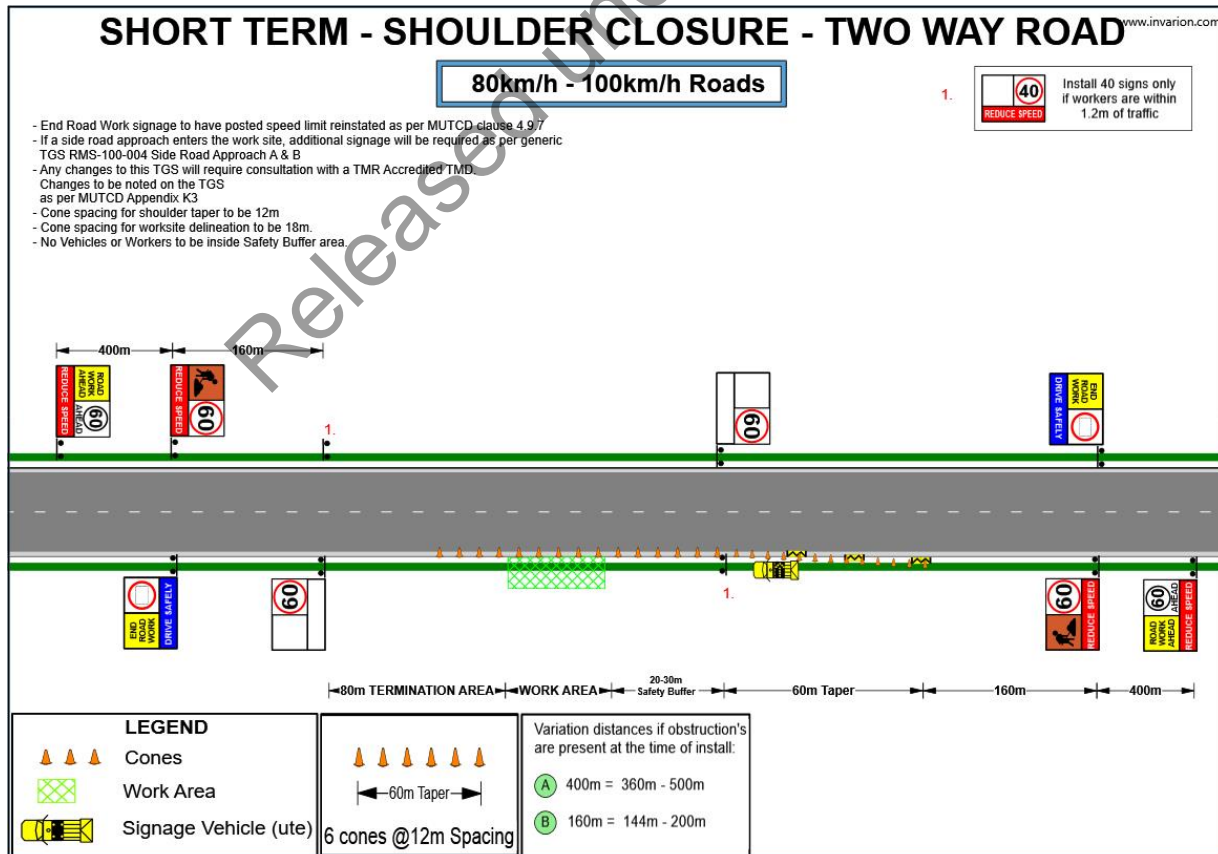 SHORT TERM - SHOULDER CLOSURE - TWO WAY ROAD
www.invarion.com
80km/h - 100km/h Roads
1.
40
REDUCE SPEED
Install 40 signs only
if workers are within
1.2m of traffic
- End Road Work signage to have posted speed limit reinstated as per MUTCD clause 4.9.7
- If a side road approach enters the work site, additional signage will be required as per generic
TGS RMS-100-004 Side Road Approach A & B
- Any changes to this TGS will require consultation with a TMR Accredited TMD.
Changes to be noted on the TGS
as per MUTCD Appendix K3
- Cone spacing for shoulder taper to be 12m
- Cone spacing for worksite delineation to be 18m.
- No Vehicles or Workers to be inside Safety Buffer area.
Released und
400m
160m
ROAD
WORK
AHEAD
60
AHEAD
REDUCE SPEED
60
REDUCE SPEED
1.
60
END
ROAD
WORK
DRIVE SAFELY
END
ROAD
WORK
DRIVE SAFELY
60
1.
60
REDUCE SPEED
ROAD
WORK
AHEAD
60
AHEAD
REDUCE SPEED
80m TERMINATION AREA
WORK AREA
20-30m
Safety Buffer
60m Taper
160m
400m
LEGEND
Cones
Work Area
Signage Vehicle (ute)
60m Taper
6 cones @12m Spacing
Variation distances if obstruction's
are present at the time of install:
A 400m = 360m - 500m
B 160m = 144m - 200m